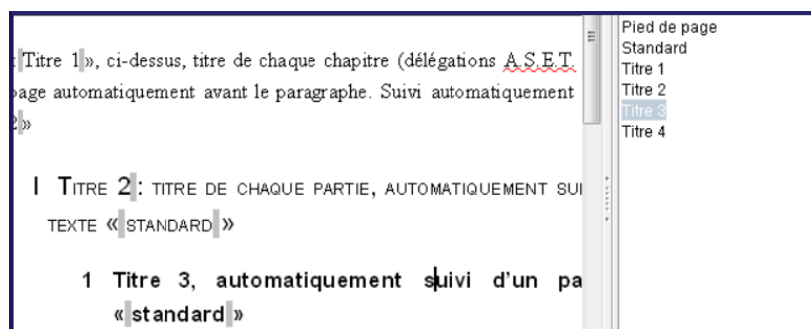 « Titre 1 », ci-dessus, titre de chaque chapitre (délégations A.S.E.T.
page automatiquement avant le paragraphe. Suivi automatiquement
2 »
I TITRE 2 : TITRE DE CHAQUE PARTIE, AUTOMATIQUEMENT SUI
TEXTE « STANDARD »
1 Titre 3, automatiquement suivi d'un pa
« standard »
Pied de page
Standard
Titre 1
Titre 2
Titre 3
Titre 4